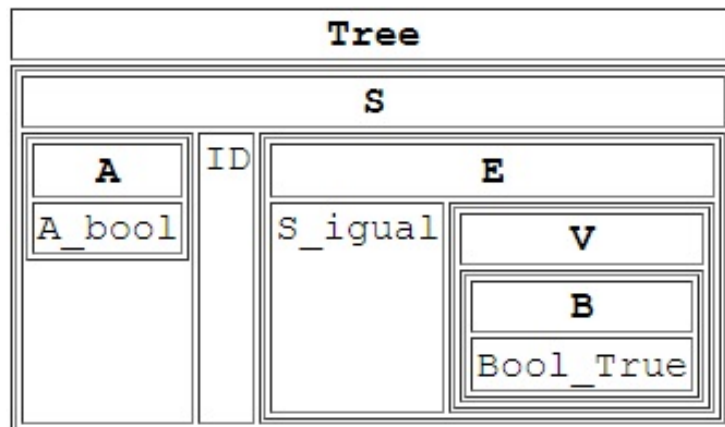 Tree
S
A ID E
A_bool S_igual V
B
Bool_True